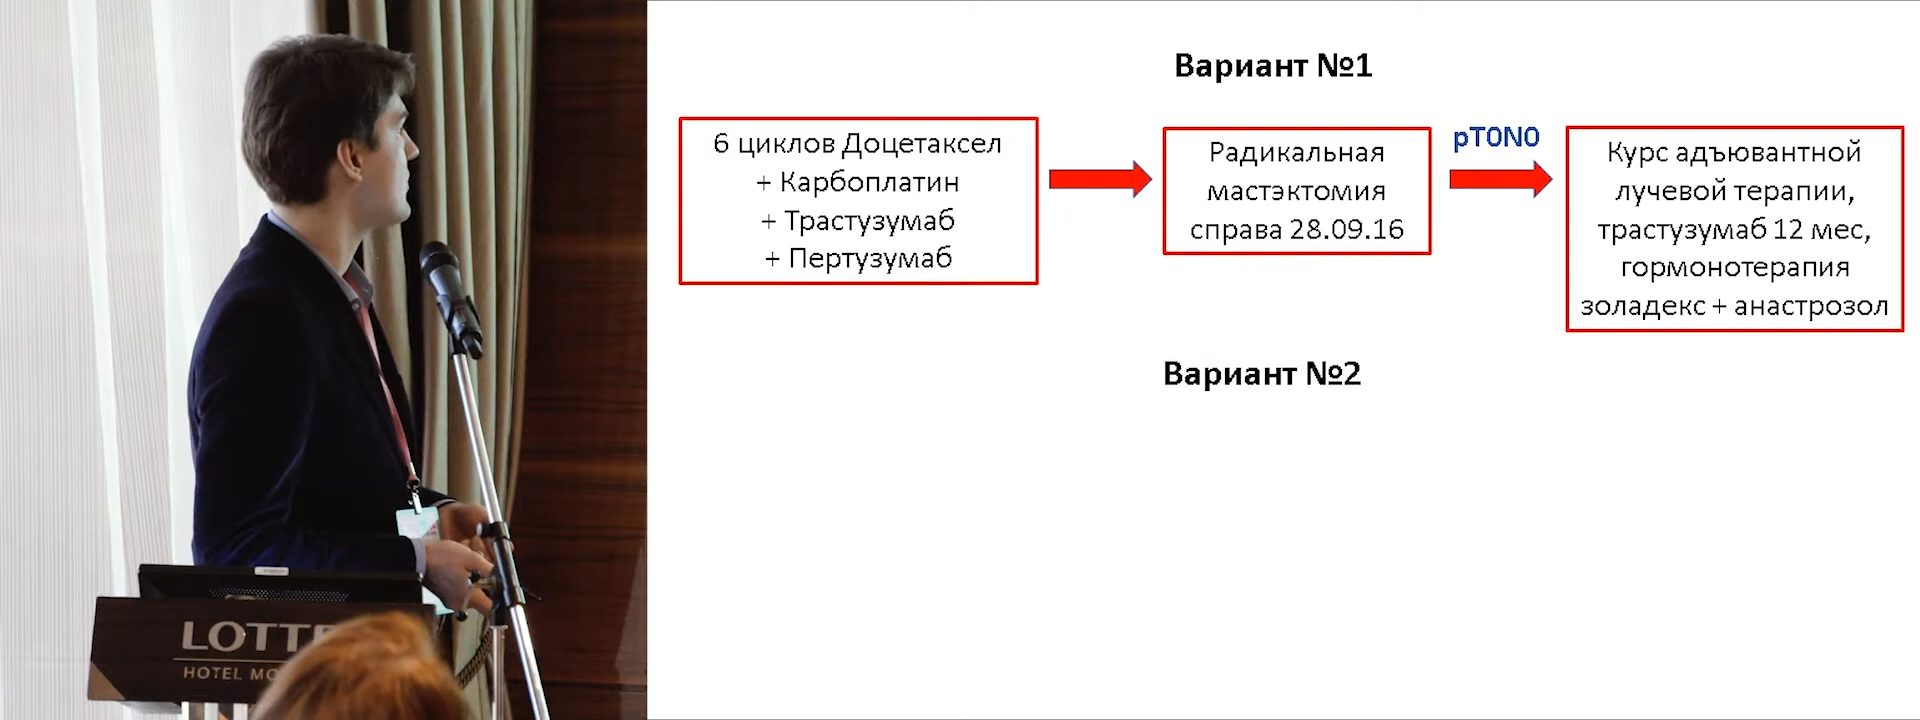 Вариант №1
6 циклов Доцетаксел
+ Карбоплатин
+ Трастузумаб
+ Пертузумаб
Радикальная
мастэктомия
справа 28.09.16
pT0N0
Курс адъювантной
лучевой терапии,
трастузумаб 12 мес,
гормонотерапия
золадекс + анастрозол
Вариант №2
LOTTE
HOTEL